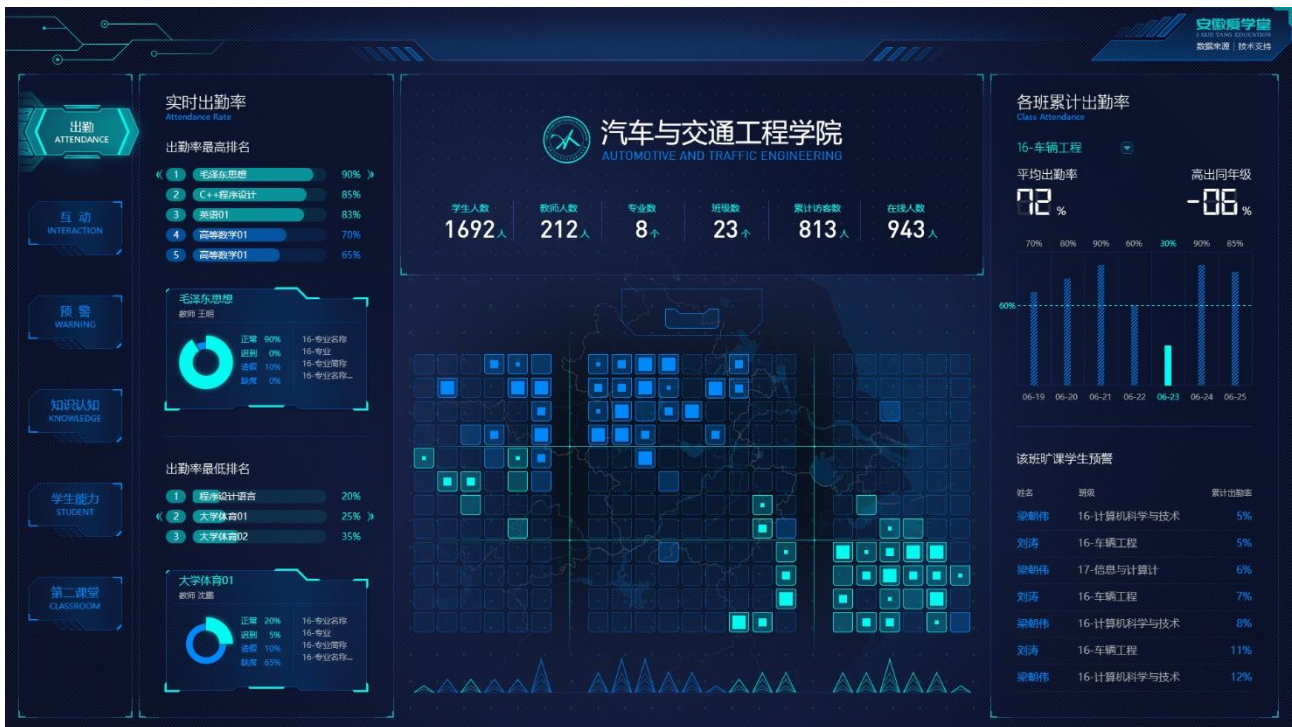 安徽爱学堂
I XUE TANG EDUCATION
数据来源 | 技术支持
出勤
ATTENDANCE
互 动
INTERACTION
预 警
WARNING
知识认知
KNOWLEDGE
学生能力
STUDENT
第二课堂
CLASSROOM
实时出勤率
Attendance Rate
出勤率最高排名
1 毛泽东思想 90%
2 C++程序设计 85%
3 英语01 83%
4 高等数学01 70%
5 高等数学01 65%
毛泽东思想
教师 王明
正常 90% 16-专业名称
迟到 0% 16-专业
请假 10% 16-专业简称
缺席 0% 16-专业名称...
出勤率最低排名
1 程序设计语言 20%
2 大学体育01 25%
3 大学体育02 35%
大学体育01
教师 沈鹏
正常 20% 16-专业名称
迟到 5% 16-专业
请假 10% 16-专业简称
缺席 65% 16-专业名称...
汽车与交通工程学院
AUTOMOTIVE AND TRAFFIC ENGINEERING
学生人数 教师人数 专业数 班级数 累计访客数 在线人数
1692人 212人 8个 23个 813人 943人
各班累计出勤率
Class Attendance
16-车辆工程
平均出勤率 高出同年级
72 % -06 %
70% 80% 90% 60% 30% 90% 85%
60%
06-19 06-20 06-21 06-22 06-23 06-24 06-25
该班旷课学生预警
姓名 班级 累计出勤率
梁朝伟 16-计算机科学与技术 5%
刘涛 16-车辆工程 5%
梁朝伟 17-信息与计算计 6%
刘涛 16-车辆工程 7%
梁朝伟 16-计算机科学与技术 8%
刘涛 16-车辆工程 11%
梁朝伟 16-计算机科学与技术 12%